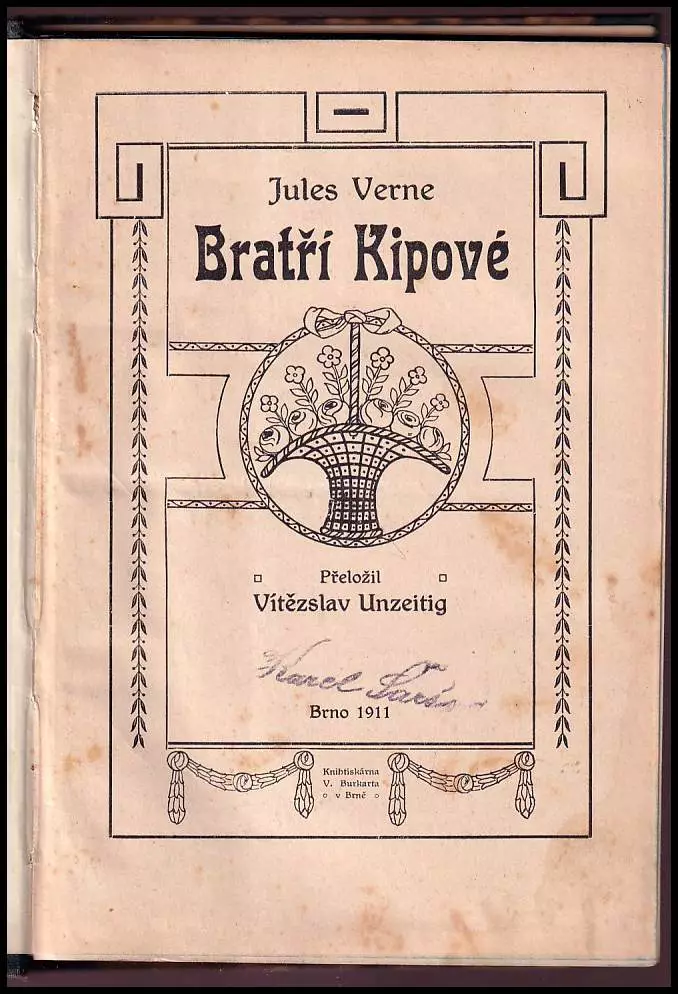 Jules Verne
Bratří Kipové
Přeložil
Vítězslav Unzeitig
Karel
Brno 1911
Knihtiskárna
V. Burkarta
v Brně